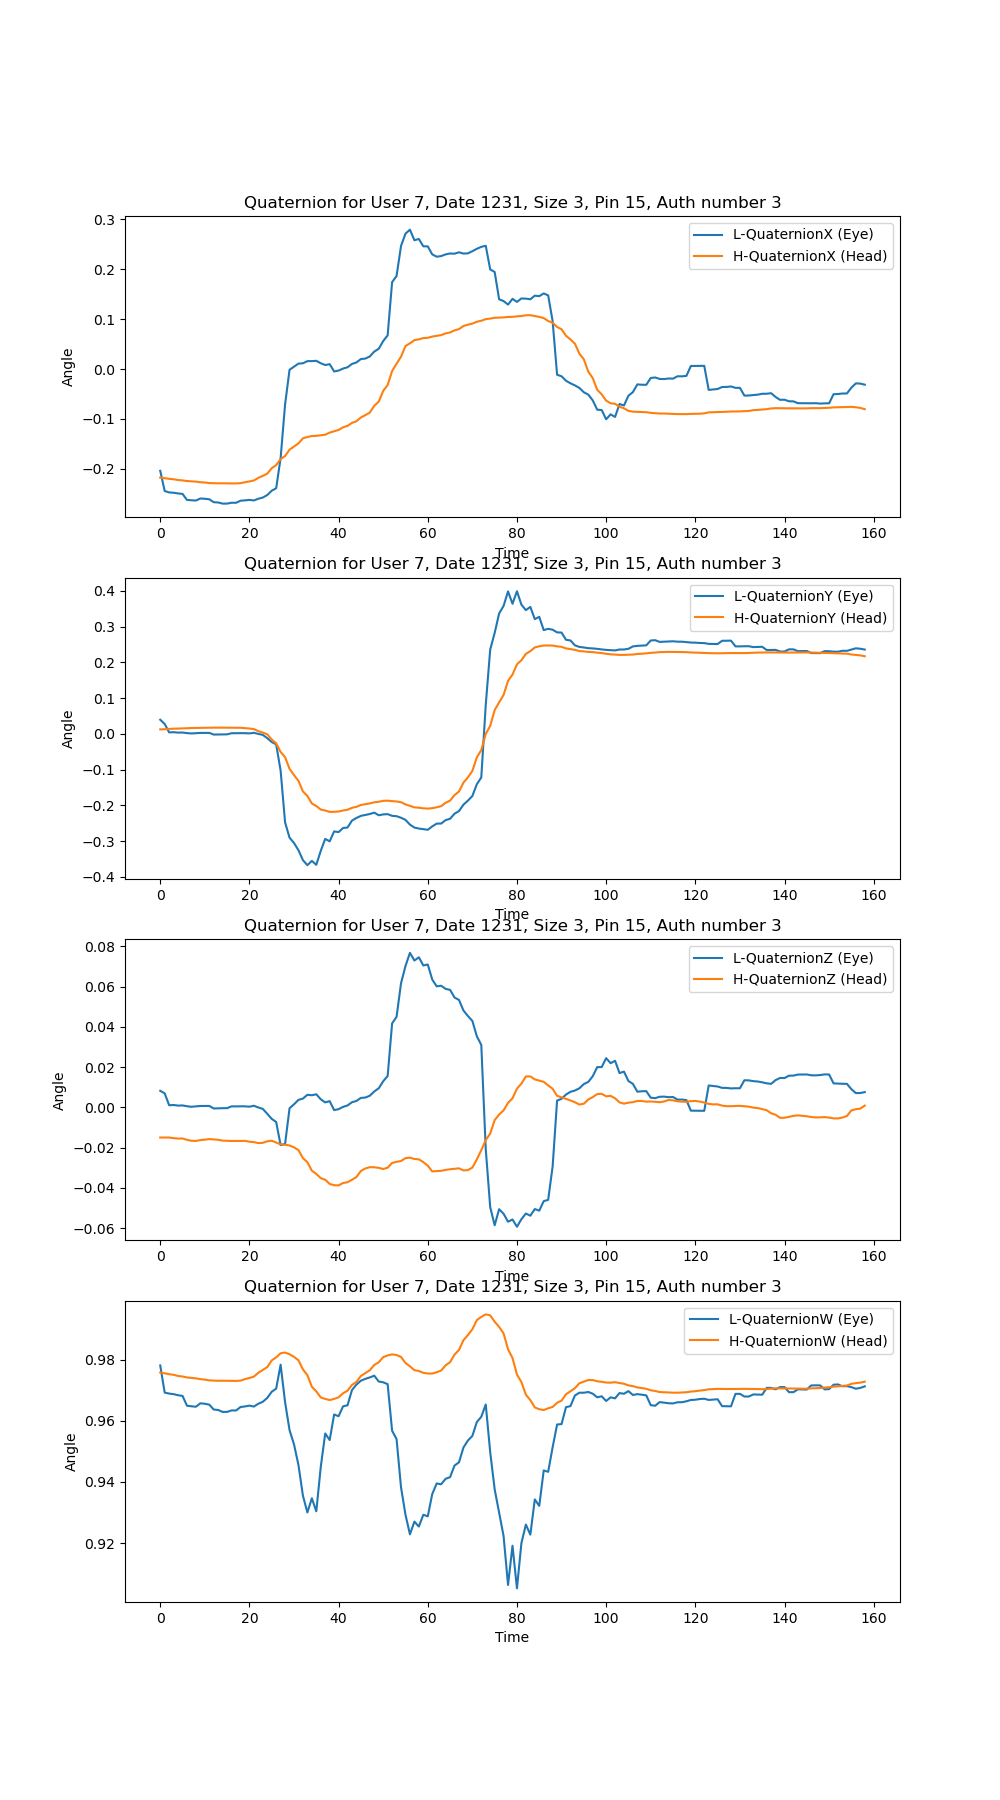 Quaternion for User 7, Date 1231, Size 3, Pin 15, Auth number 3
L-QuaternionX (Eye)
H-QuaternionX (Head)
Angle
0.3
0.2
0.1
0.0
−0.1
−0.2
0 20 40 60 80 100 120 140 160
Time
Quaternion for User 7, Date 1231, Size 3, Pin 15, Auth number 3
L-QuaternionY (Eye)
H-QuaternionY (Head)
Angle
0.4
0.3
0.2
0.1
0.0
−0.1
−0.2
−0.3
−0.4
0 20 40 60 80 100 120 140 160
Time
Quaternion for User 7, Date 1231, Size 3, Pin 15, Auth number 3
L-QuaternionZ (Eye)
H-QuaternionZ (Head)
Angle
0.08
0.06
0.04
0.02
0.00
−0.02
−0.04
−0.06
0 20 40 60 80 100 120 140 160
Time
Quaternion for User 7, Date 1231, Size 3, Pin 15, Auth number 3
L-QuaternionW (Eye)
H-QuaternionW (Head)
Angle
0.98
0.96
0.94
0.92
0 20 40 60 80 100 120 140 160
Time